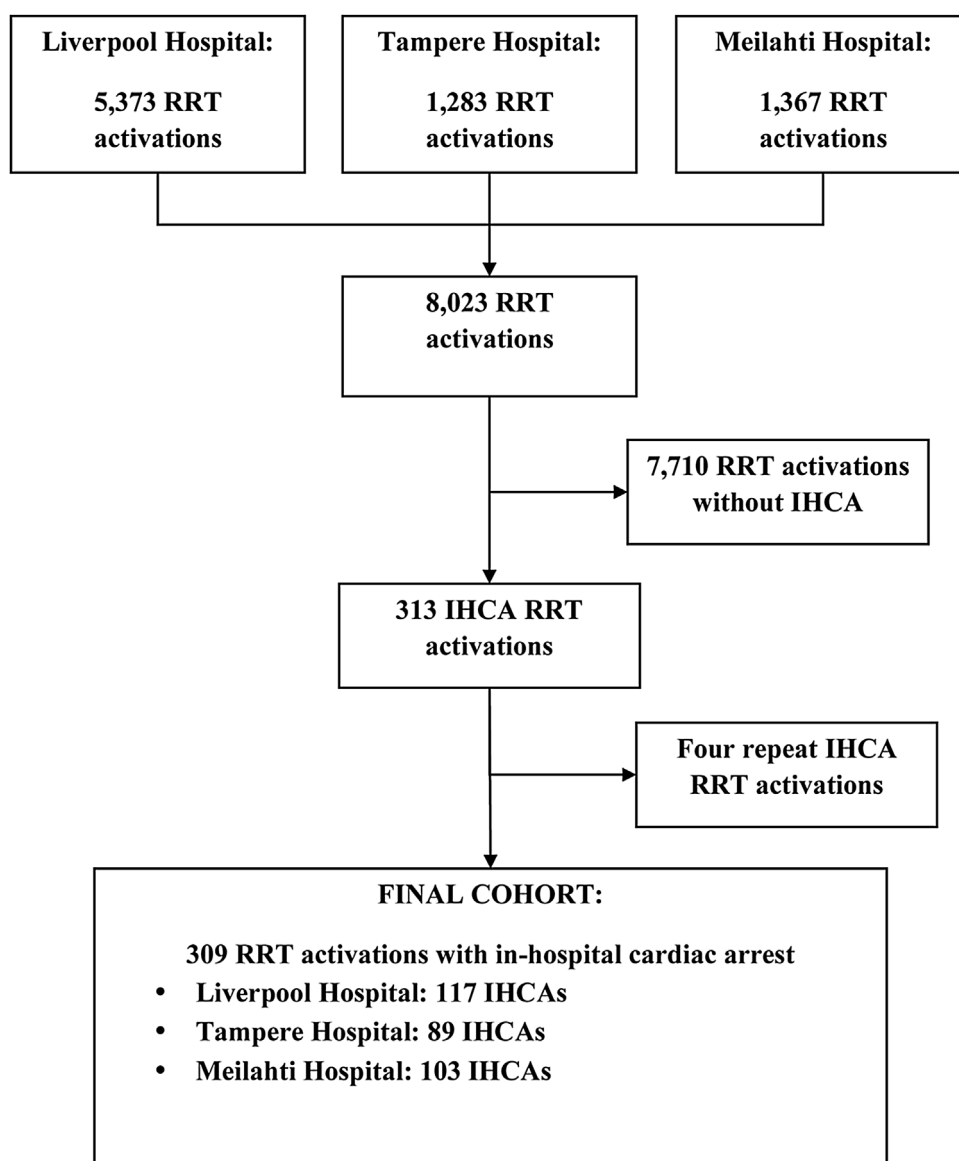 Liverpool Hospital:
5,373 RRT
activations
Tampere Hospital:
1,283 RRT
activations
Meilahti Hospital:
1,367 RRT
activations
8,023 RRT
activations
7,710 RRT activations
without IHCA
313 IHCA RRT
activations
Four repeat IHCA
RRT activations
FINAL COHORT:
309 RRT activations with in-hospital cardiac arrest
• Liverpool Hospital: 117 IHCAs
• Tampere Hospital: 89 IHCAs
• Meilahti Hospital: 103 IHCAs